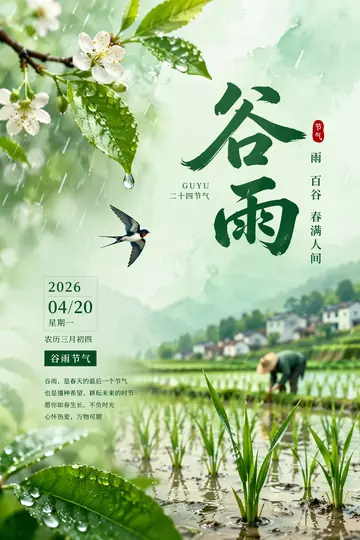 谷雨
节气
雨 百谷 春满人间
GUYU
二十四节气
2026
04/20
星期一
农历三月初四
谷雨节气
谷雨，是春天的最后一个节气
也是播种希望、耕耘未来的时节
愿你如春生长，不负时光
心怀热爱，万物可期